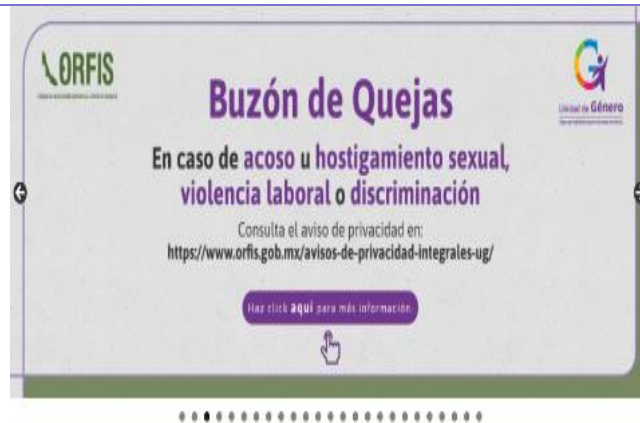 ORFIS
Buzón de Quejas
Unidad de Género
En caso de acoso u hostigamiento sexual,
violencia laboral o discriminación
Consulta el aviso de privacidad en:
https://www.orfis.gob.mx/avisos-de-privacidad-integrales-ug/
Haz click aquí para más información